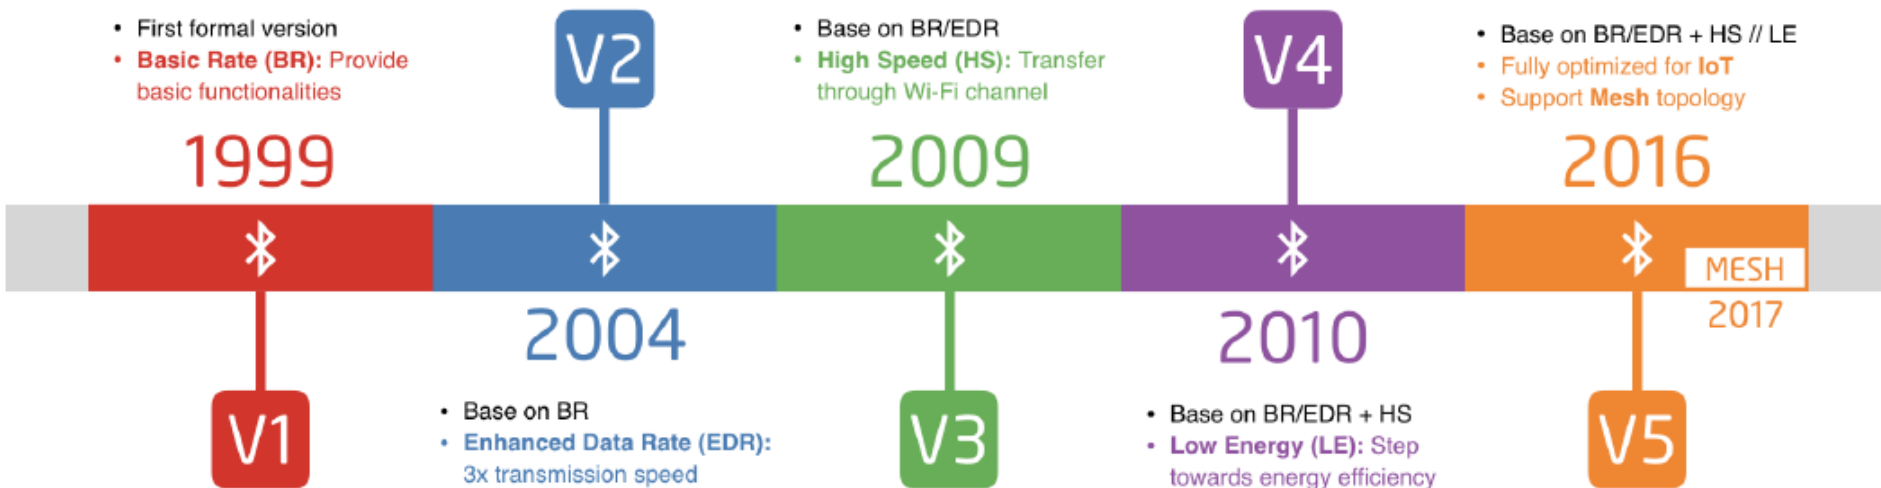 • First formal version
• Basic Rate (BR): Provide
basic functionalities
1999
V1
V2
2004
• Base on BR
• Enhanced Data Rate (EDR):
3x transmission speed
• Base on BR/EDR
• High Speed (HS): Transfer
through Wi-Fi channel
2009
V3
V4
2010
• Base on BR/EDR + HS
• Low Energy (LE): Step
towards energy efficiency
• Base on BR/EDR + HS // LE
• Fully optimized for IoT
• Support Mesh topology
2016
MESH
2017
V5